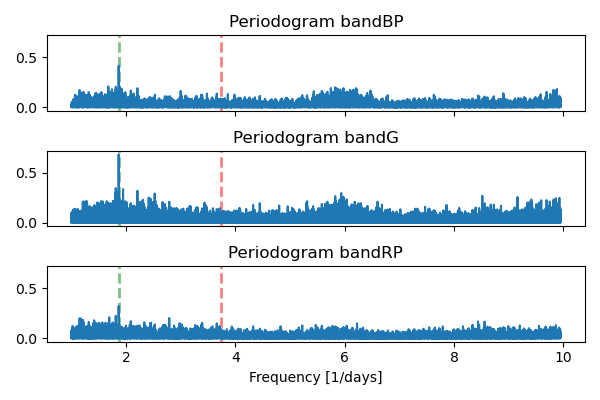 Periodogram bandBP
0.5
0.0
Periodogram bandG
0.5
0.0
Periodogram bandRP
0.5
0.0
2 4 6 8 10
Frequency [1/days]